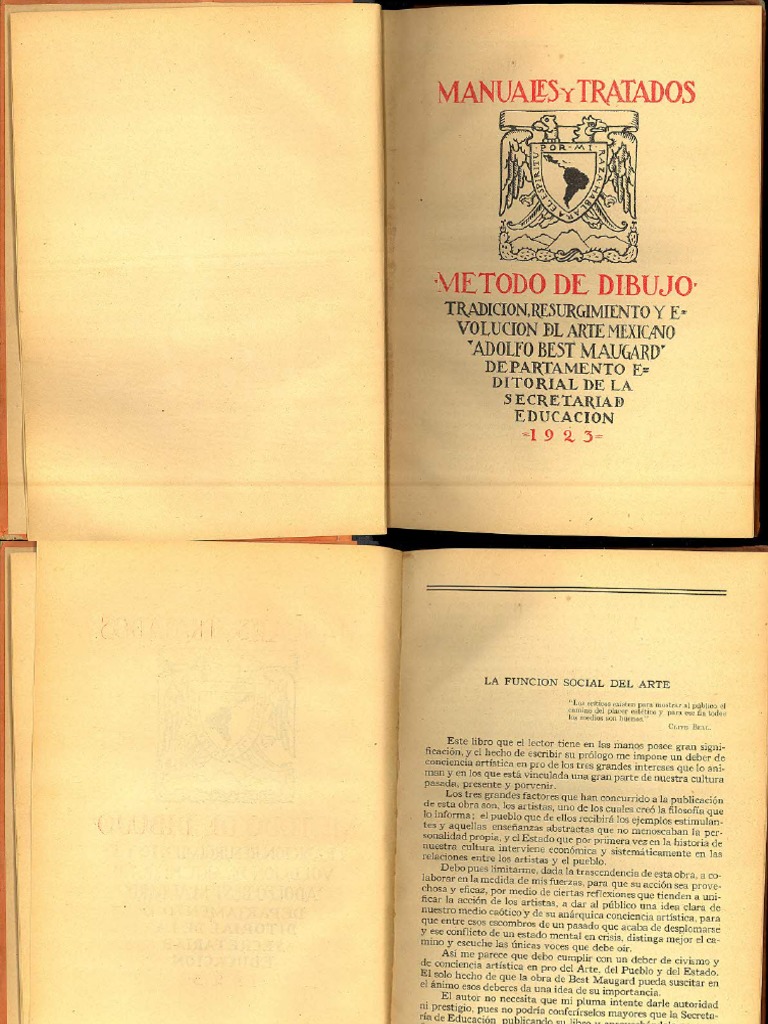 MANUALES Y TRATADOS
POR MI RAZA HABLARA EL ESPIRITU
·METODO DE DIBUJO·
TRADICION, RESURGIMIENTO Y E=
VOLUCION DEL ARTE MEXICANO
"ADOLFO BEST MAUGARD"
DEPARTAMENTO E=
DITORIAL DE LA
SECRETARIA D
EDUCACION
=1923=
LA FUNCION SOCIAL DEL ARTE
"Los críticos existen para mostrar al público el
camino del placer estético y para ese fin todos
los medios son buenos."
CLIVE BELL.
Este libro que el lector tiene en las manos posee gran signi-
ficación, y el hecho de escribir su prólogo me impone un deber de
conciencia artística en pro de los tres grandes intereses que lo ani-
man y en los que está vinculada una gran parte de nuestra cultura
pasada, presente y porvenir.
Los tres grandes factores que han concurrido a la publicación
de esta obra son, los artistas, uno de los cuales creó la filosofía que
lo informa; el pueblo que de ellos recibirá los ejemplos estimulan-
tes y aquellas enseñanzas abstractas que no menoscaban la per-
sonalidad propia, y el Estado que por primera vez en la historia de
nuestra cultura interviene económica y sistemáticamente en las
relaciones entre los artistas y el pueblo.
Debo pues limitarme, dada la trascendencia de esta obra, a co-
laborar en la medida de mis fuerzas, para que su acción sea prove-
chosa y eficaz, por medio de ciertas reflexiones que tienden a uni-
ficar la acción de los artistas, a dar al público una idea clara de
nuestro medio caótico y de su anárquica conciencia artística, para
que entre esos escombros de un pasado que acaba de desplomarse
y ese conflicto de un estado mental en crisis, distinga mejor el ca-
mino y escuche las únicas voces que debe oir.
Así me parece que debo cumplir con un deber de civismo y
de conciencia artística en pro del Arte, del Pueblo y del Estado.
El solo hecho de que la obra de Best Maugard pueda suscitar en
el ánimo esos deberes da una idea de su importancia.
El autor no necesita que mi pluma intente darle autoridad
ni prestigio, pues no podría conferírselos mayores que la Secreta-
ría de Educación publicando su libro y